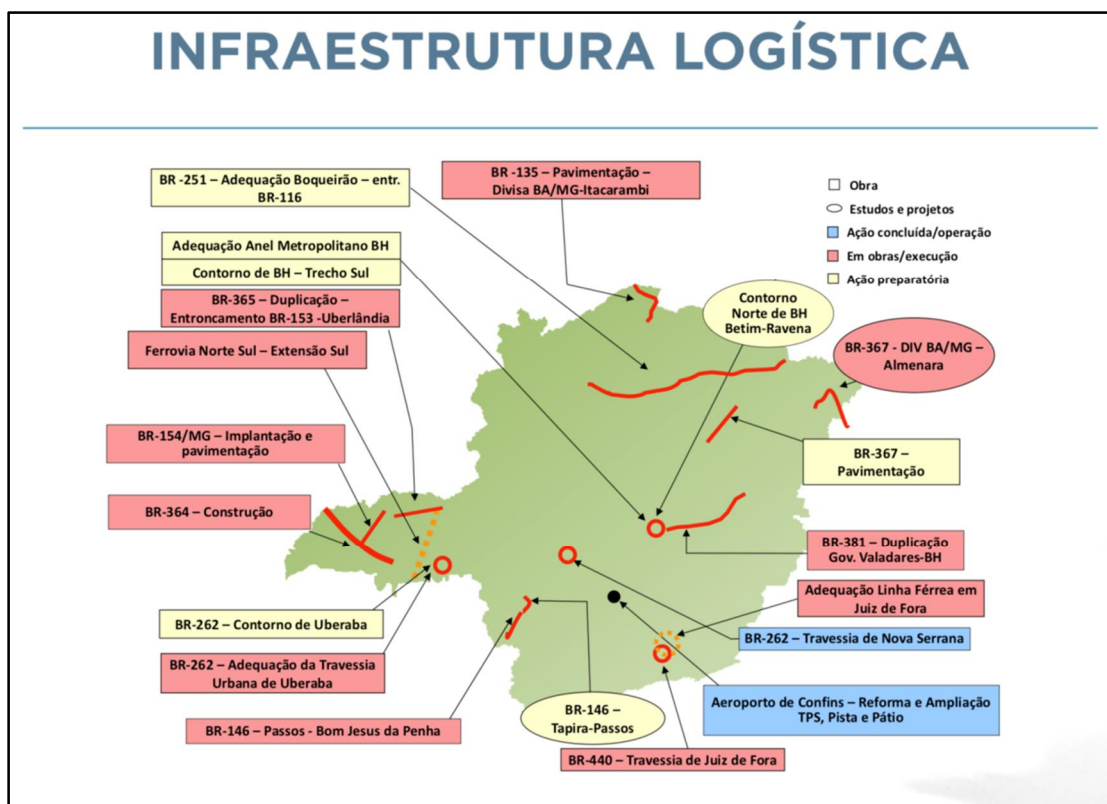 INFRAESTRUTURA LOGÍSTICA
BR -251 – Adequação Boqueirão – entr.
BR-116
BR -135 – Pavimentação –
Divisa BA/MG-Itacarambi
Obra
Estudos e projetos
Ação concluída/operação
Em obras/execução
Ação preparatória
Adequação Anel Metropolitano BH
Contorno de BH – Trecho Sul
BR-365 – Duplicação –
Entroncamento BR-153 -Uberlândia
Ferrovia Norte Sul – Extensão Sul
Contorno
Norte de BH
Betim-Ravena
BR-367 - DIV BA/MG –
Almenara
BR-154/MG – Implantação e
pavimentação
BR-367 –
Pavimentação
BR-364 – Construção
BR-381 – Duplicação
Gov. Valadares-BH
Adequação Linha Férrea em
Juiz de Fora
BR-262 – Contorno de Uberaba
BR-262 – Travessia de Nova Serrana
BR-262 – Adequação da Travessia
Urbana de Uberaba
Aeroporto de Confins – Reforma e Ampliação
TPS, Pista e Pátio
BR-146 – Passos - Bom Jesus da Penha
BR-146 –
Tapira-Passos
BR-440 – Travessia de Juiz de Fora